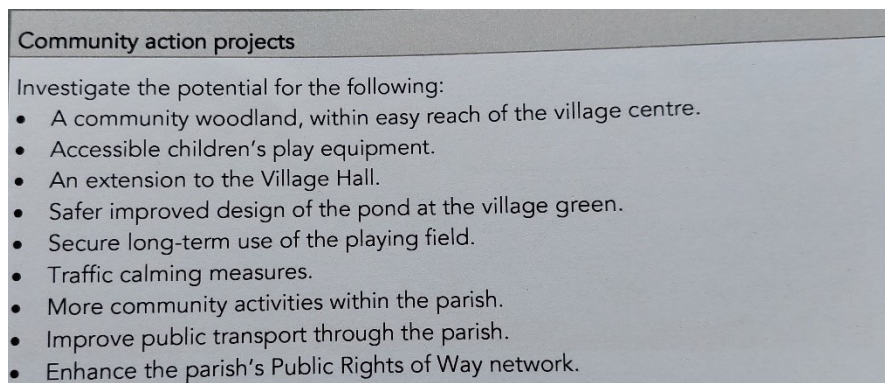 Community action projects
Investigate the potential for the following:
• A community woodland, within easy reach of the village centre.
• Accessible children's play equipment.
• An extension to the Village Hall.
• Safer improved design of the pond at the village green.
• Secure long-term use of the playing field.
• Traffic calming measures.
• More community activities within the parish.
• Improve public transport through the parish.
• Enhance the parish's Public Rights of Way network.